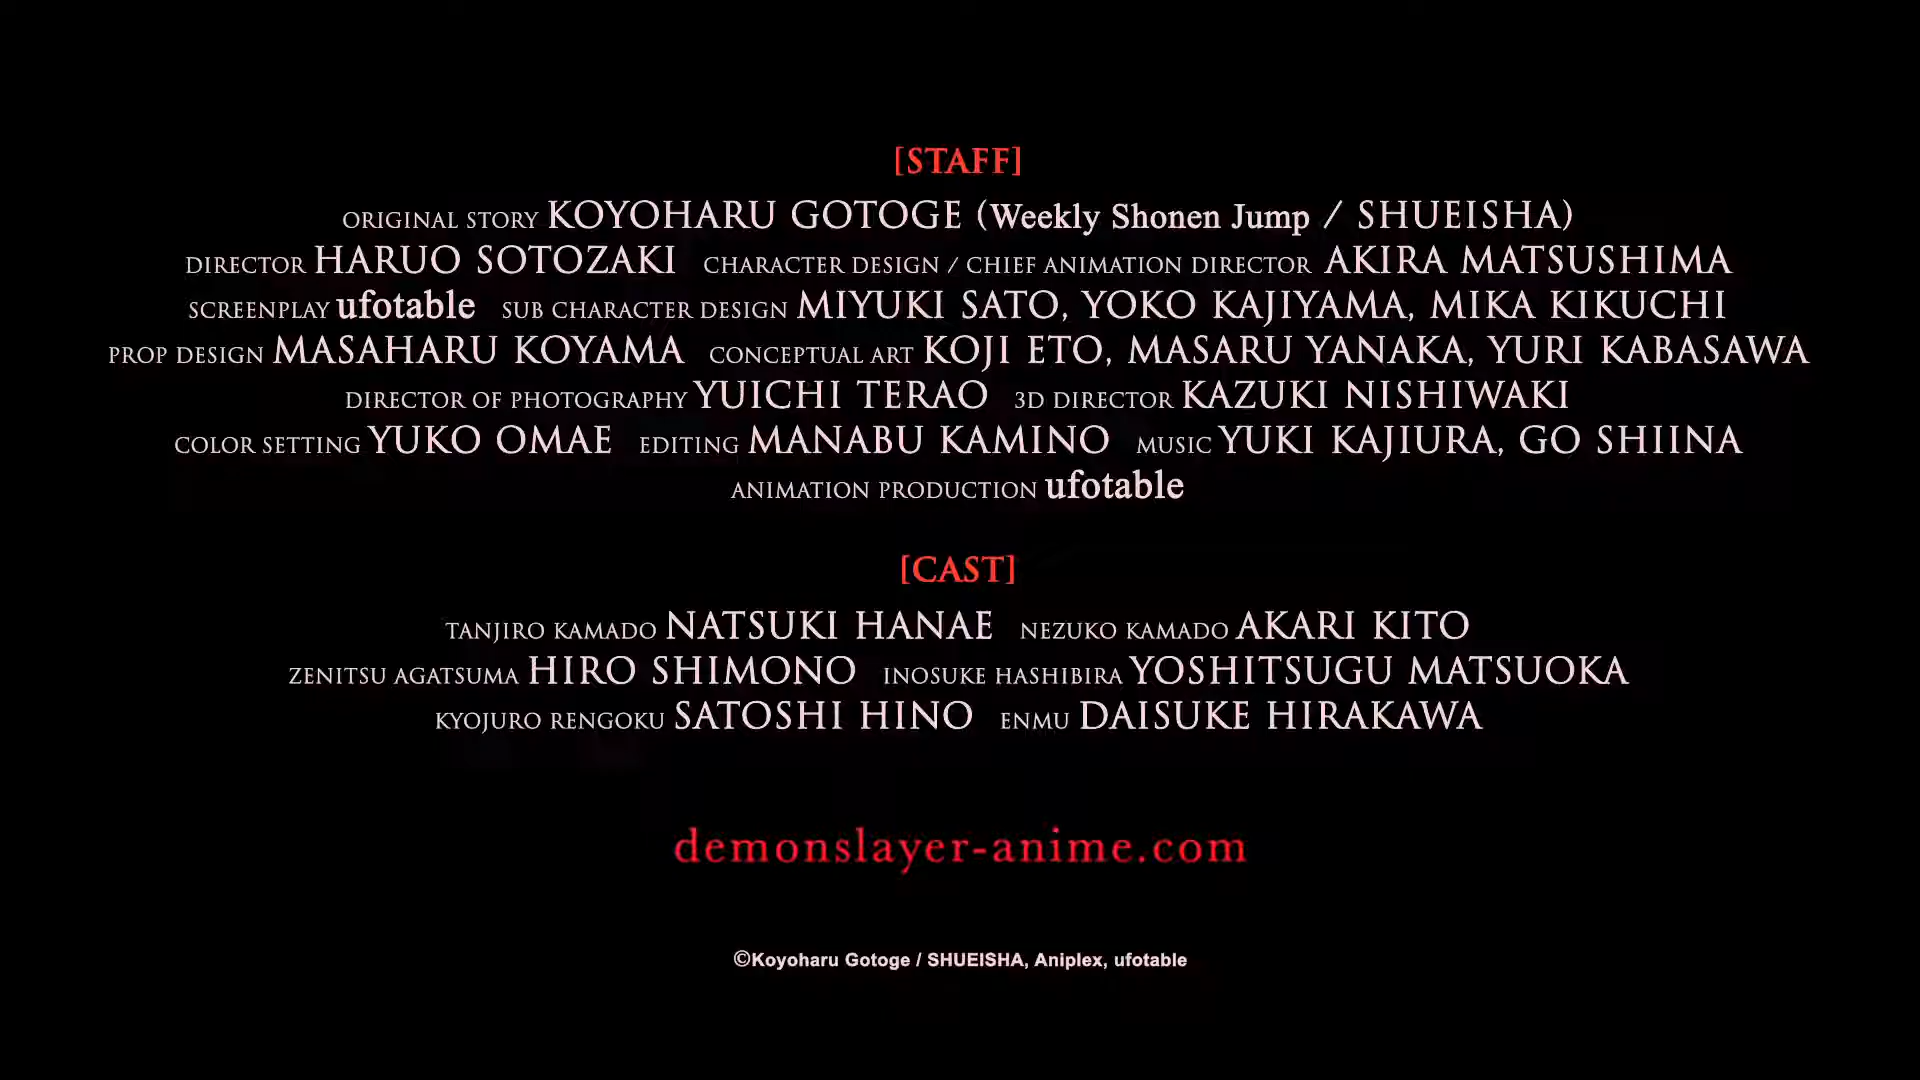 [STAFF]
ORIGINAL STORY KOYOHARU GOTOGE (Weekly Shonen Jump / SHUEISHA)
DIRECTOR HARUO SOTOZAKI CHARACTER DESIGN / CHIEF ANIMATION DIRECTOR AKIRA MATSUSHIMA
SCREENPLAY ufotable SUB CHARACTER DESIGN MIYUKI SATO, YOKO KAJIYAMA, MIKA KIKUCHI
PROP DESIGN MASAHARU KOYAMA CONCEPTUAL ART KOJI ETO, MASARU YANAKA, YURI KABASAWA
DIRECTOR OF PHOTOGRAPHY YUICHI TERAO 3D DIRECTOR KAZUKI NISHIWAKI
COLOR SETTING YUKO OMAE EDITING MANABU KAMINO MUSIC YUKI KAJIURA, GO SHIINA
ANIMATION PRODUCTION ufotable
[CAST]
TANJIRO KAMADO NATSUKI HANAE NEZUKO KAMADO AKARI KITO
ZENITSU AGATSUMA HIRO SHIMONO INOSUKE HASHIBIRA YOSHITSUGU MATSUOKA
KYOJURO RENGOKU SATOSHI HINO ENMU DAISUKE HIRAKAWA
demonslayer-anime.com
©Koyoharu Gotoge / SHUEISHA, Aniplex, ufotable